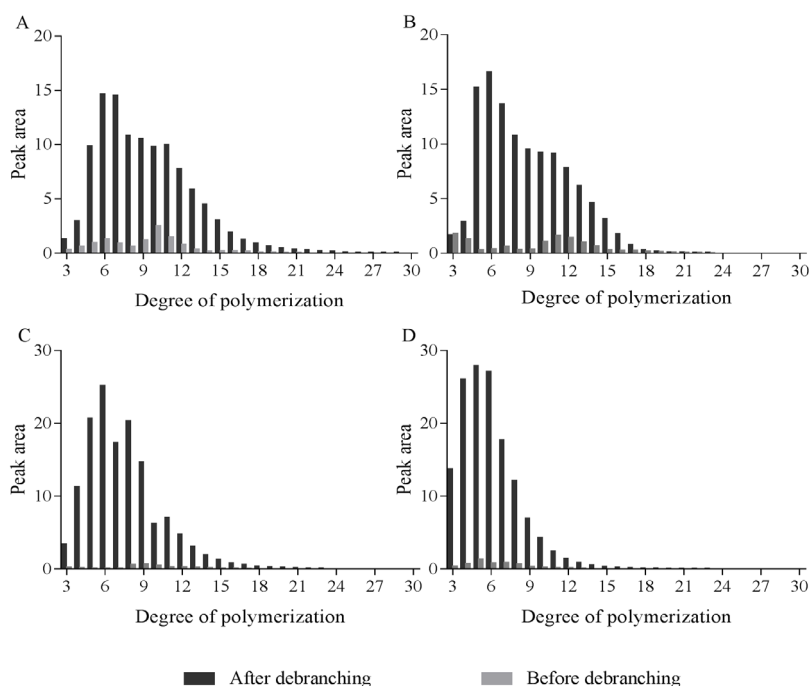 A
20
15
10
5
0
Peak area
3 6 9 12 15 18 21 24 27 30
Degree of polymerization
B
20
15
10
5
0
Peak area
3 6 9 12 15 18 21 24 27 30
Degree of polymerization
C
30
20
10
0
Peak area
3 6 9 12 15 18 21 24 27 30
Degree of polymerization
D
30
20
10
0
Peak area
3 6 9 12 15 18 21 24 27 30
Degree of polymerization
After debranching
Before debranching